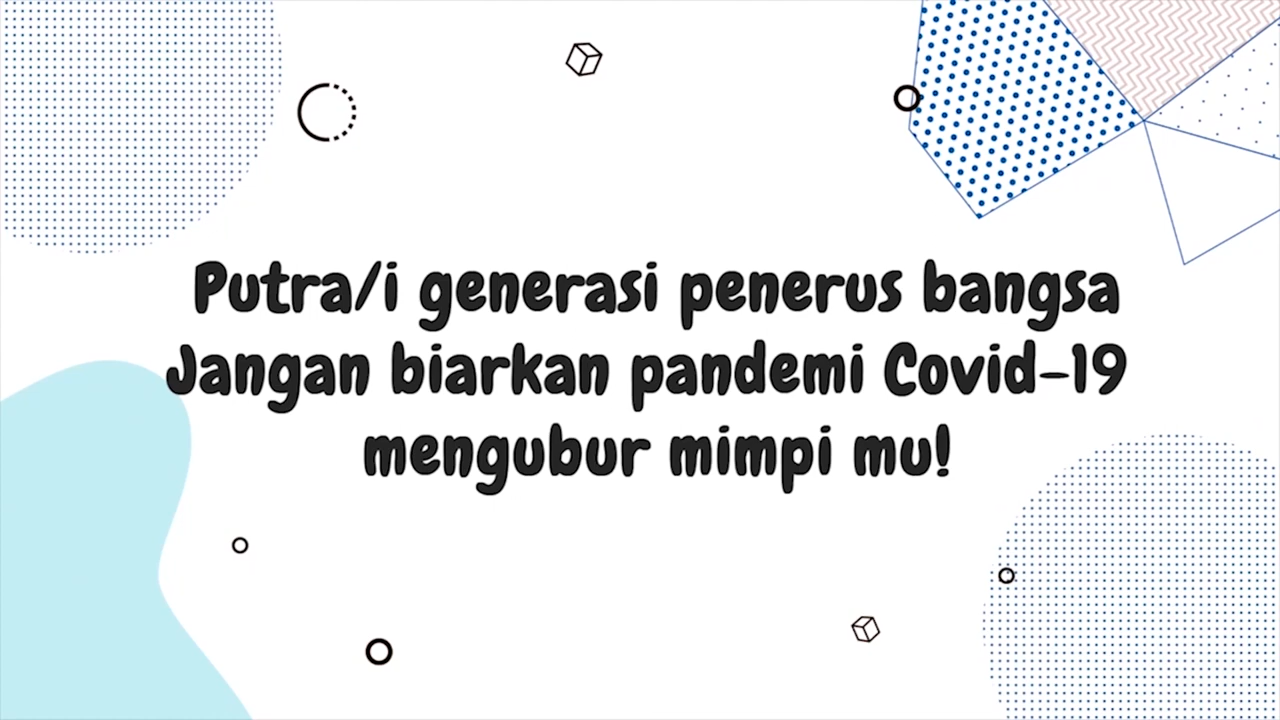 Putra/i generasi penerus bangsa
Jangan biarkan pandemi Covid-19
mengubur mimpi mu!